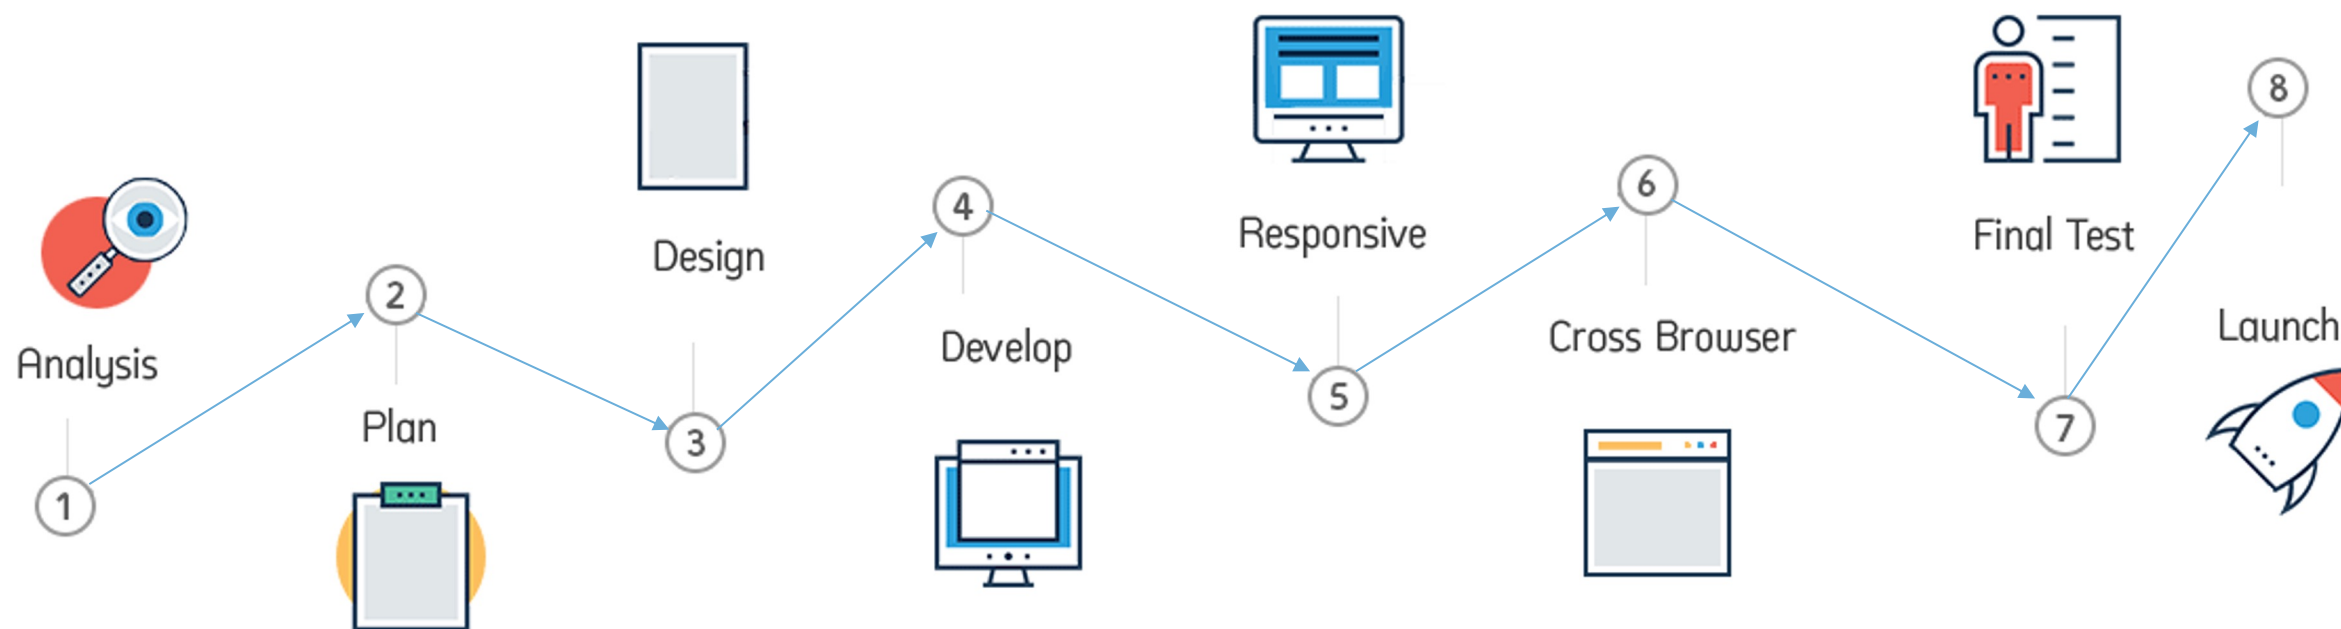 1
Analysis
2
Plan
3
Design
4
Develop
5
Responsive
6
Cross Browser
7
Final Test
8
Launch